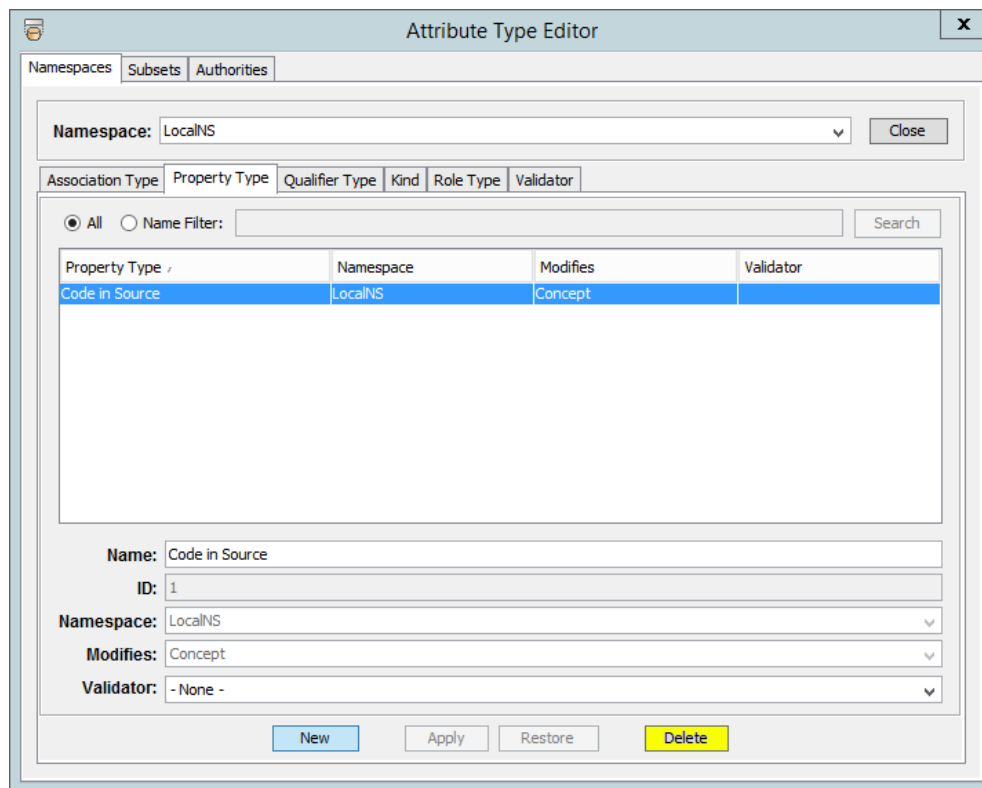 Attribute Type Editor
X
Namespaces Subsets Authorities
Namespace: LocalNS Close
Association Type Property Type Qualifier Type Kind Role Type Validator
All Name Filter: Search
Property Type Namespace Modifies Validator
Code in Source LocalNS Concept
Name: Code in Source
ID: 1
Namespace: LocalNS
Modifies: Concept
Validator: - None -
New Apply Restore Delete